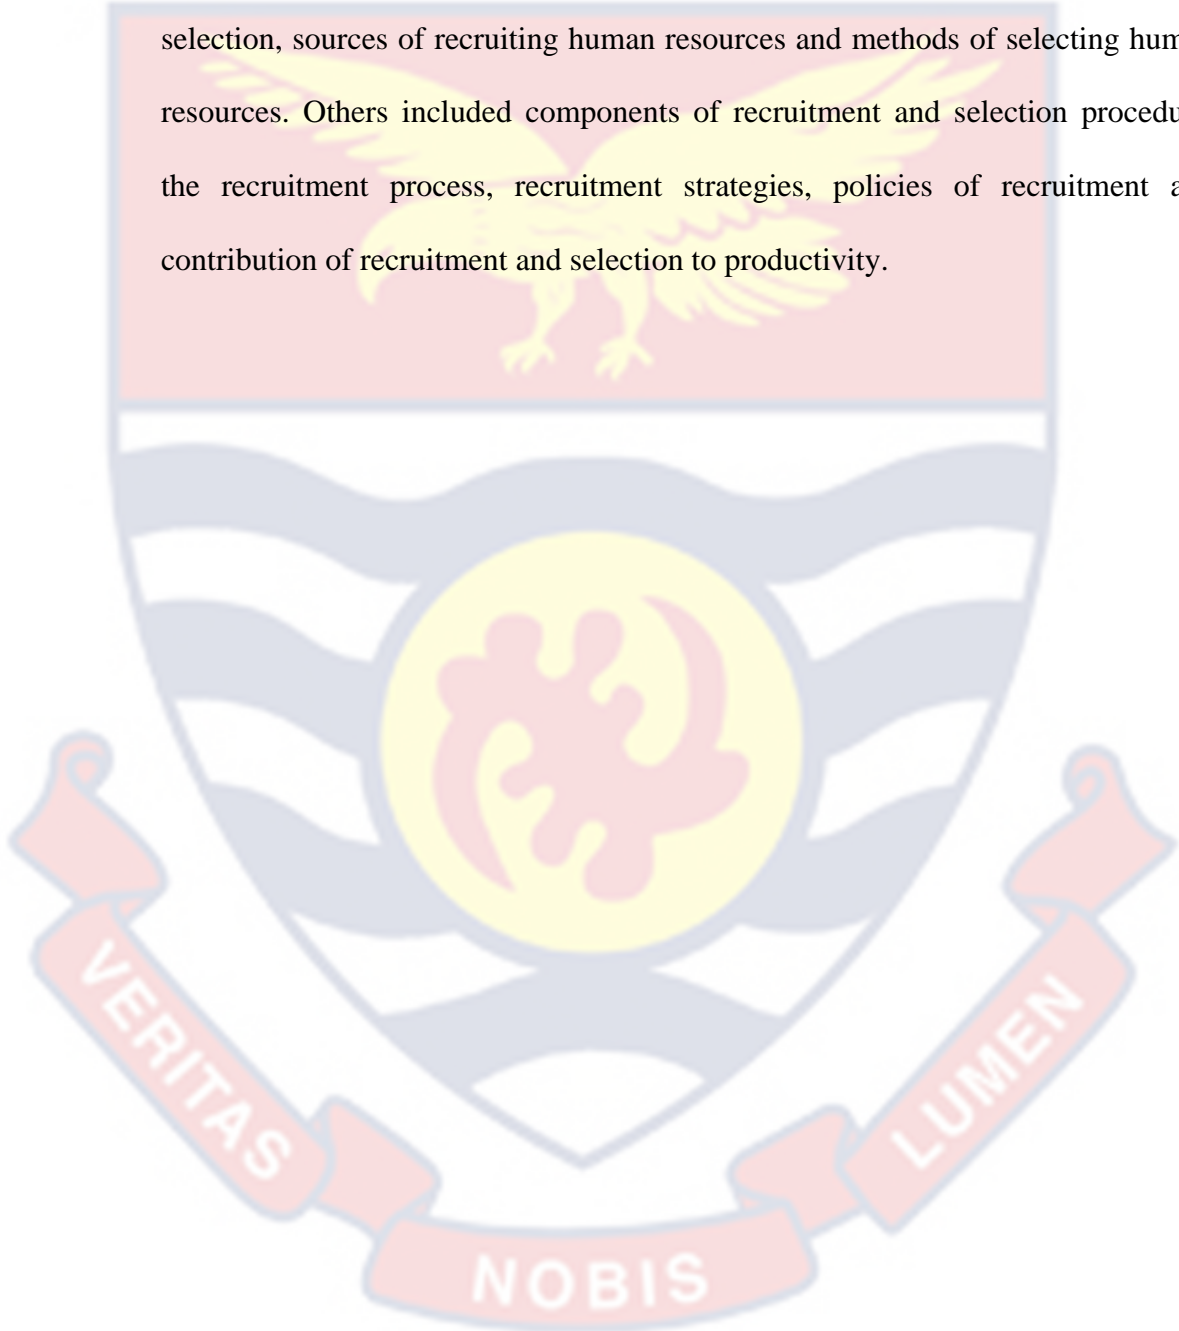 selection, sources of recruiting human resources and methods of selecting hum
resources. Others included components of recruitment and selection procedu
the recruitment process, recruitment strategies, policies of recruitment a
contribution of recruitment and selection to productivity.
VERITAS
NOBIS
LUMEN